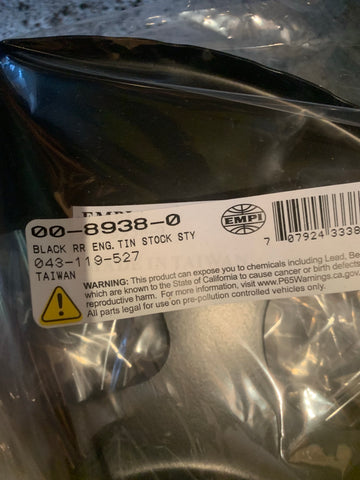 00-8938-0
BLACK RR ENG.TIN STOCK STY
043-119-527
TAIWAN
EMPI
7 07924 3338
WARNING: This product can expose you to chemicals including Lead, Be
which are known to the State of California to cause cancer or birth defects
reproductive harm. For more information, visit www.P65Warnings.ca.gov
All parts legal for use on pre-pollution controlled vehicles only.